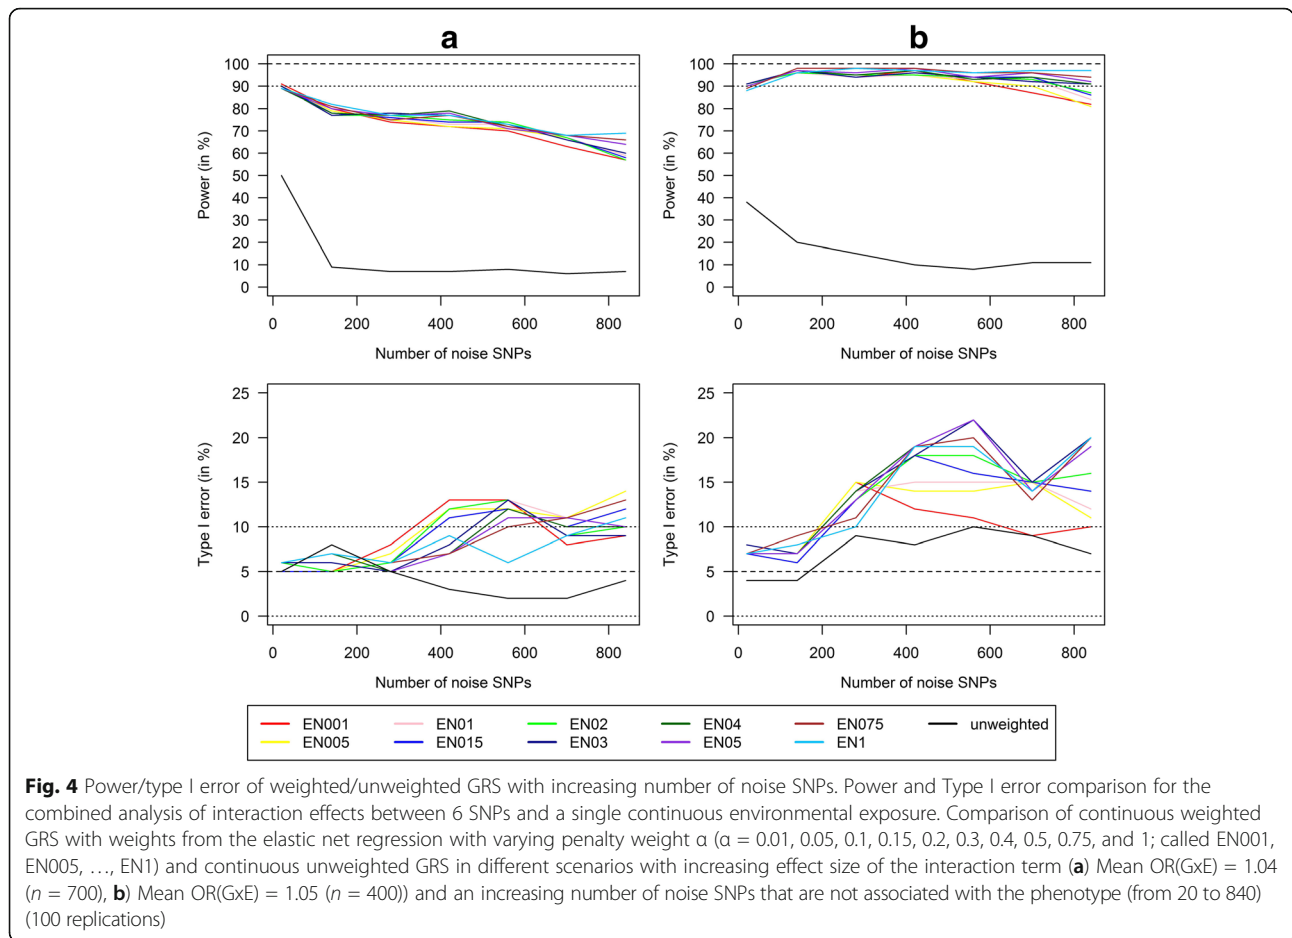 a
b
100
90
80
70
60
50
40
30
20
10
0
Power (in %)
0 200 400 600 800
Number of noise SNPs
100
90
80
70
60
50
40
30
20
10
0
Power (in %)
0 200 400 600 800
Number of noise SNPs
25
20
15
10
5
0
Type I error (in %)
0 200 400 600 800
Number of noise SNPs
25
20
15
10
5
0
Type I error (in %)
0 200 400 600 800
Number of noise SNPs
EN001 EN01 EN02 EN04 EN075 unweighted
EN005 EN015 EN03 EN05 EN1
Fig. 4 Power/type I error of weighted/unweighted GRS with increasing number of noise SNPs. Power and Type I error comparison for the
combined analysis of interaction effects between 6 SNPs and a single continuous environmental exposure. Comparison of continuous weighted
GRS with weights from the elastic net regression with varying penalty weight α (α = 0.01, 0.05, 0.1, 0.15, 0.2, 0.3, 0.4, 0.5, 0.75, and 1; called EN001,
EN005, …, EN1) and continuous unweighted GRS in different scenarios with increasing effect size of the interaction term (a) Mean OR(GxE) = 1.04
(n = 700), b) Mean OR(GxE) = 1.05 (n = 400)) and an increasing number of noise SNPs that are not associated with the phenotype (from 20 to 840)
(100 replications)